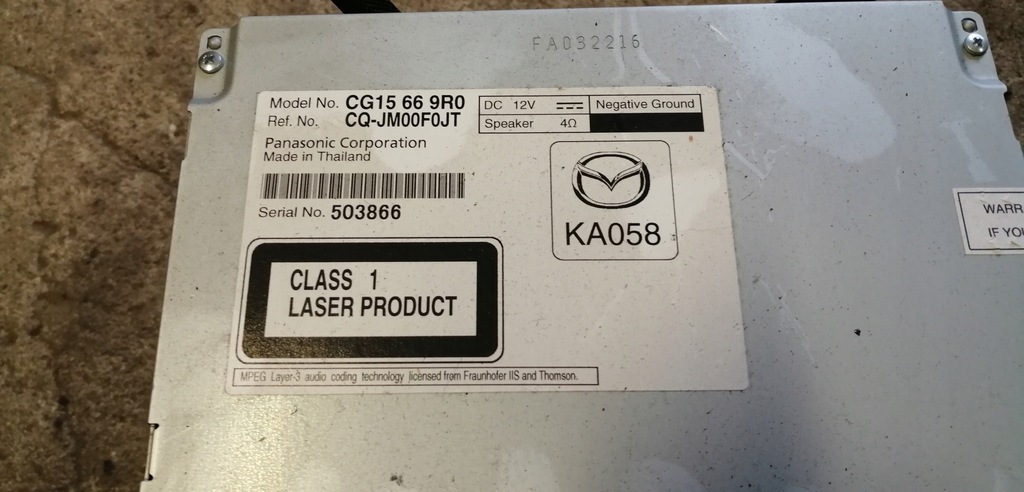 FA032216
Model No. CG15 66 9R0
Ref. No. CQ-JM00F0JT
DC 12V Negative Ground
Speaker 4Ω
Panasonic Corporation
Made in Thailand
Serial No. 503866
KA058
CLASS 1
LASER PRODUCT
MPEG Layer-3 audio coding technology licensed from Fraunhofer IIS and Thomson.
WARR
IF YOU